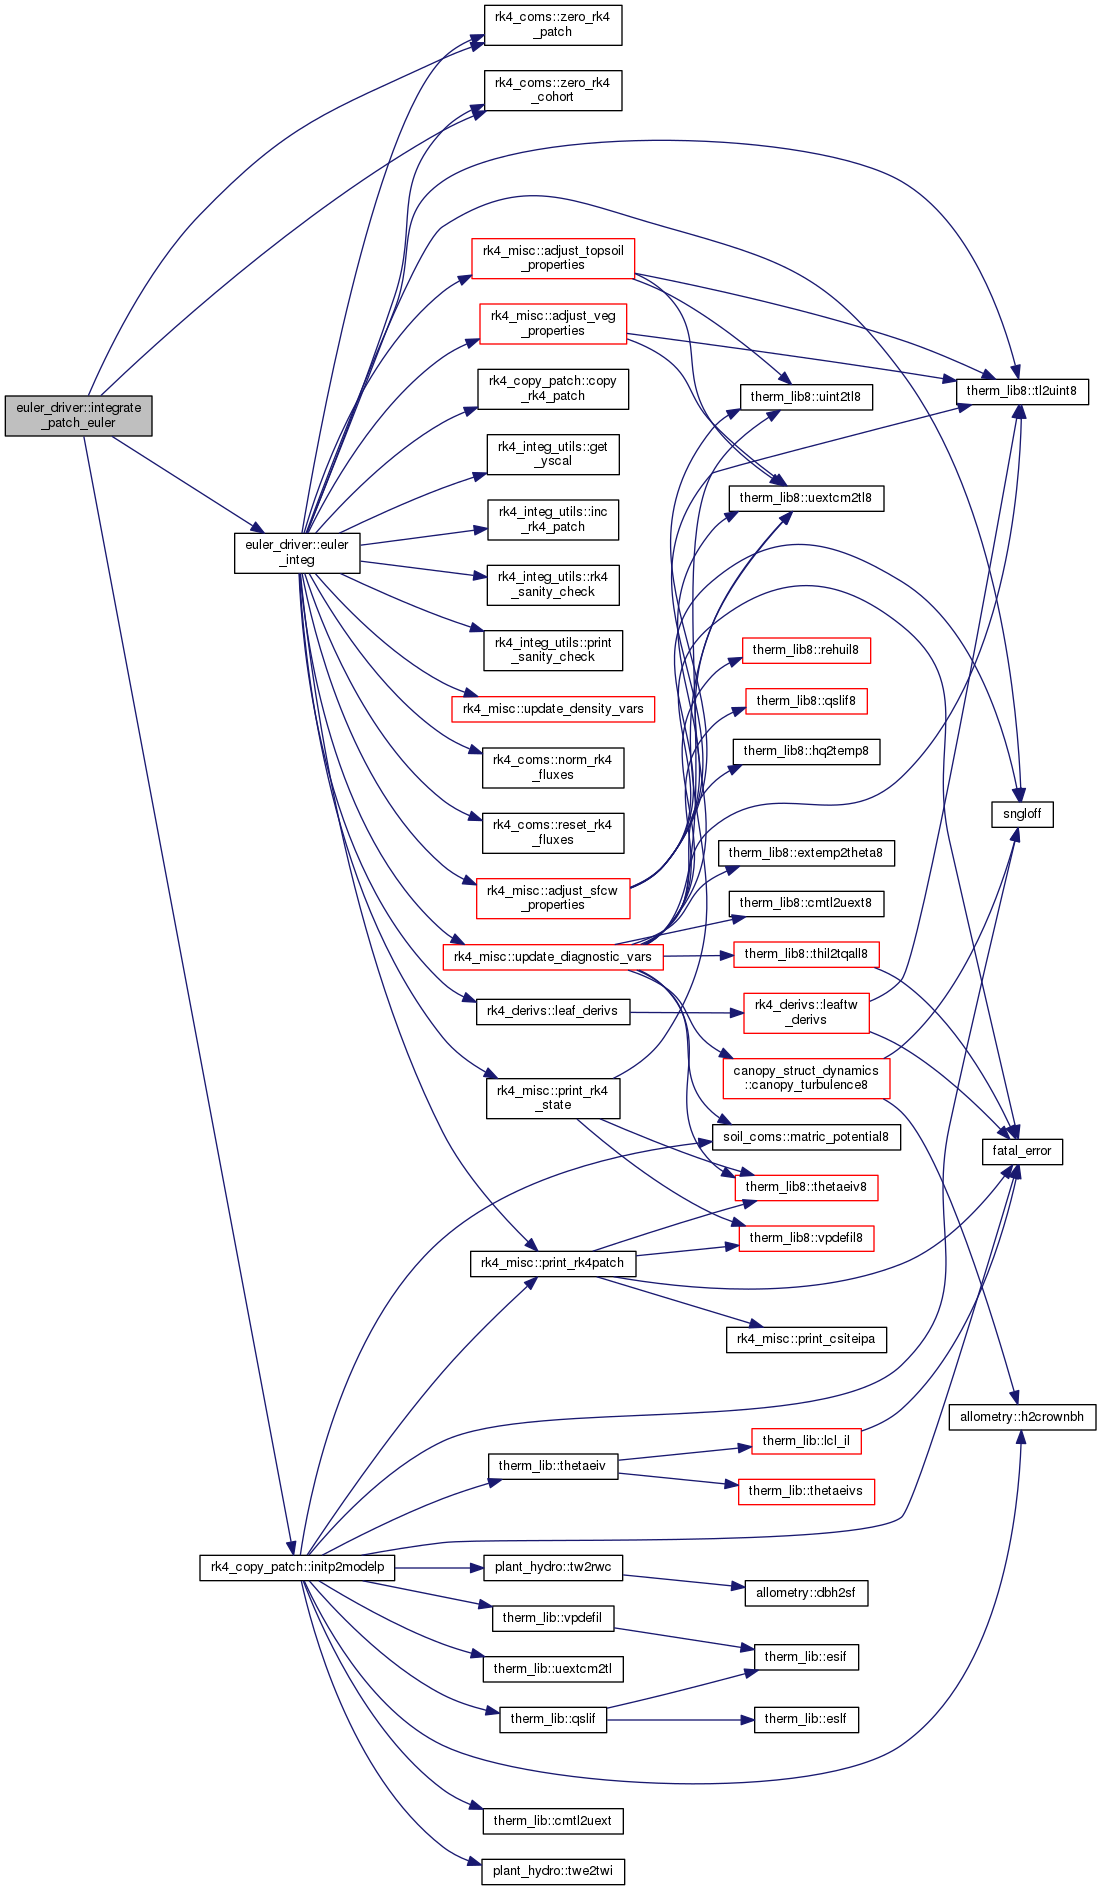 rk4_coms::zero_rk4
_patch
rk4_coms::zero_rk4
_cohort
rk4_misc::adjust_topsoil
_properties
rk4_misc::adjust_veg
_properties
rk4_copy_patch::copy
_rk4_patch
therm_lib8::tl2uint8
therm_lib8::uint2tl8
euler_driver::integrate
_patch_euler
rk4_integ_utils::get
_yscal
therm_lib8::uextcm2tl8
rk4_integ_utils::inc
_rk4_patch
euler_driver::euler
_integ
rk4_integ_utils::rk4
_sanity_check
rk4_integ_utils::print
_sanity_check
therm_lib8::rehuil8
therm_lib8::qslif8
rk4_misc::update_density_vars
therm_lib8::hq2temp8
rk4_coms::norm_rk4
_fluxes
sngloff
rk4_coms::reset_rk4
_fluxes
therm_lib8::extemp2theta8
rk4_misc::adjust_sfcw
_properties
therm_lib8::cmtl2uext8
rk4_misc::update_diagnostic_vars
therm_lib8::thil2tqall8
rk4_derivs::leaf_derivs
rk4_derivs::leaftw
_derivs
canopy_struct_dynamics
::canopy_turbulence8
rk4_misc::print_rk4
_state
soil_coms::matric_potential8
fatal_error
therm_lib8::thetaeiv8
therm_lib8::vpdefil8
rk4_misc::print_rk4patch
rk4_misc::print_csiteipa
allometry::h2crownbh
therm_lib::lcl_il
therm_lib::thetaeiv
therm_lib::thetaeivs
rk4_copy_patch::initp2modelp
plant_hydro::tw2rwc
allometry::dbh2sf
therm_lib::vpdefil
therm_lib::esif
therm_lib::uextcm2tl
therm_lib::qslif
therm_lib::eslf
therm_lib::cmtl2uext
plant_hydro::twe2twi